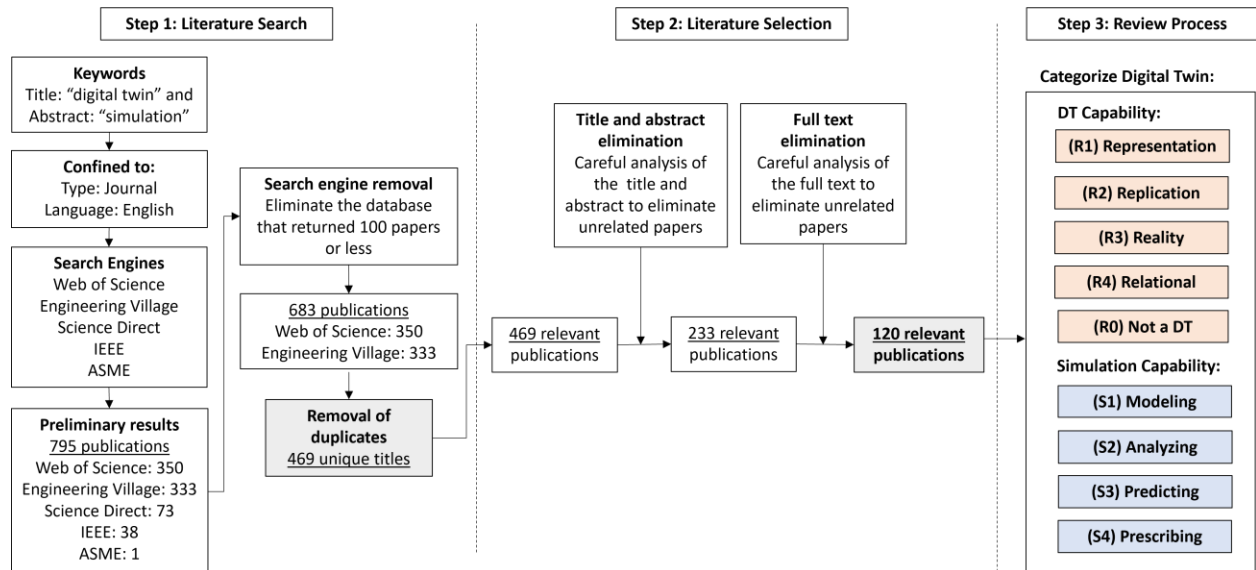 Step 1: Literature Search
Keywords
Title: “digital twin” and
Abstract: “simulation”
Confined to:
Type: Journal
Language: English
Search Engines
Web of Science
Engineering Village
Science Direct
IEEE
ASME
Preliminary results
795 publications
Web of Science: 350
Engineering Village: 333
Science Direct: 73
IEEE: 38
ASME: 1
Search engine removal
Eliminate the database
that returned 100 papers
or less
683 publications
Web of Science: 350
Engineering Village: 333
Removal of
duplicates
469 unique titles
Step 2: Literature Selection
Title and abstract
elimination
Careful analysis of
the title and
abstract to eliminate
unrelated papers
Full text
elimination
Careful analysis of
the full text to
eliminate unrelated
papers
469 relevant
publications
233 relevant
publications
120 relevant
publications
Step 3: Review Process
Categorize Digital Twin:
DT Capability:
(R1) Representation
(R2) Replication
(R3) Reality
(R4) Relational
(R0) Not a DT
Simulation Capability:
(S1) Modeling
(S2) Analyzing
(S3) Predicting
(S4) Prescribing